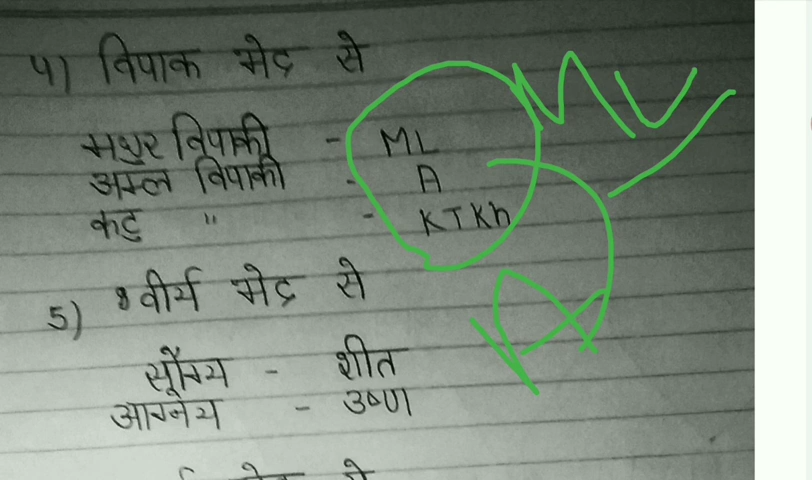 4) विपाक भेद से
मधुर विपाकी - ML
अम्ल विपाकी - A
कटु " - KTKh
5) वीर्य भेद से
सौम्य - शीत
आग्नेय - उष्ण